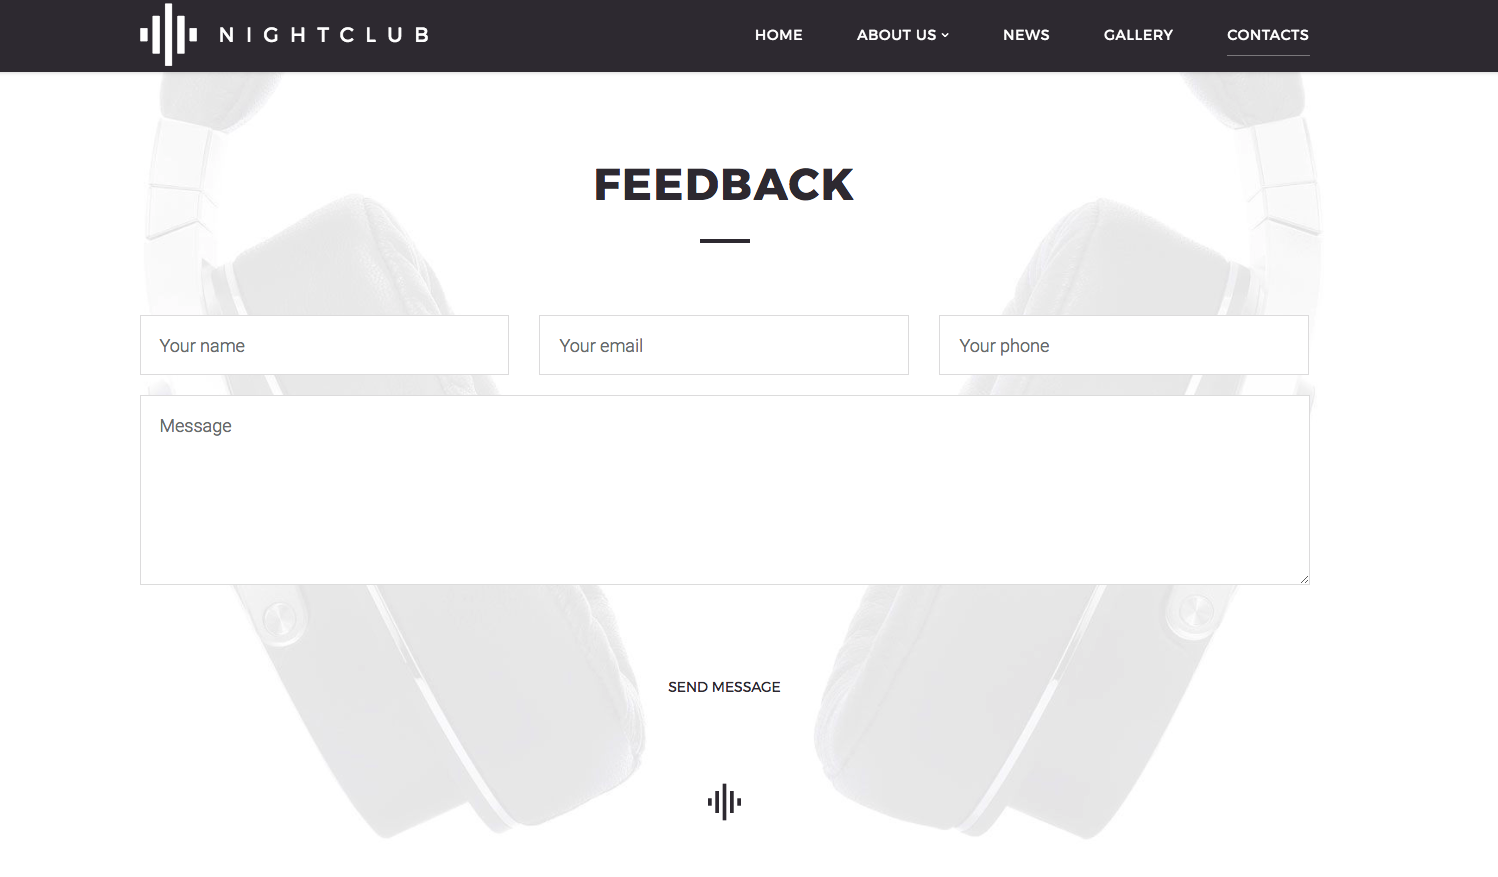 NIGHTCLUB
HOME ABOUT US NEWS GALLERY CONTACTS
FEEDBACK
Your name Your email Your phone
Message
SEND MESSAGE